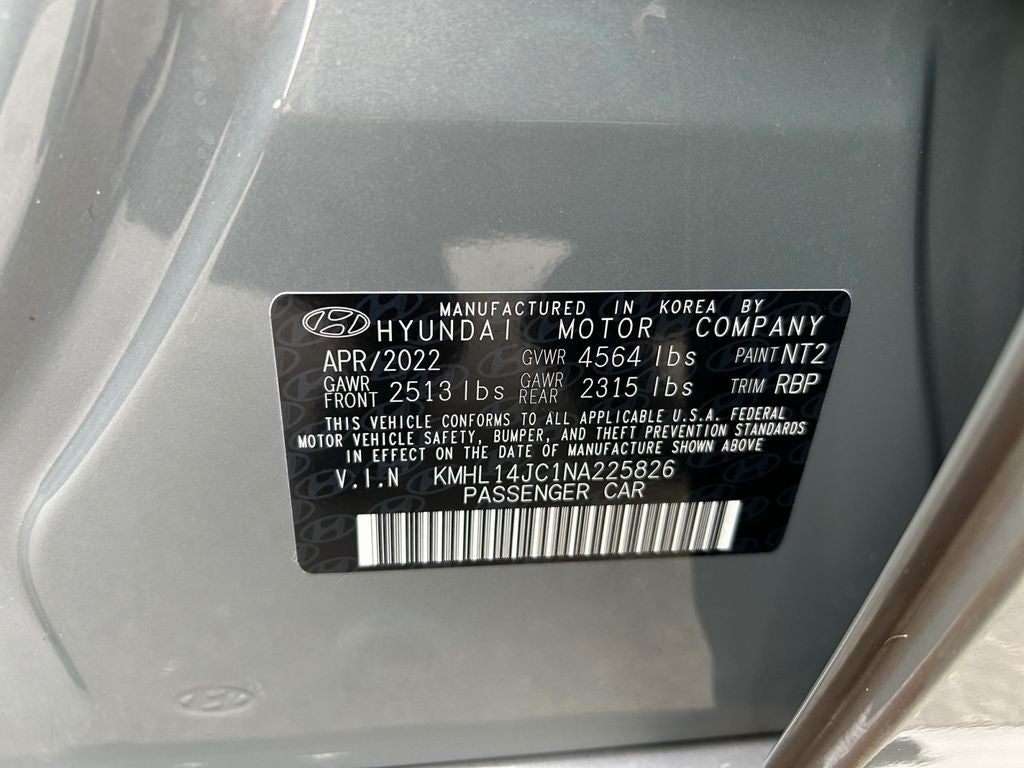 MANUFACTURED IN KOREA BY
HYUNDAI MOTOR COMPANY
APR/2022 GVWR 4564 lbs PAINT NT2
GAWR FRONT 2513 lbs GAWR REAR 2315 lbs TRIM RBP
THIS VEHICLE CONFORMS TO ALL APPLICABLE U.S.A. FEDERAL
MOTOR VEHICLE SAFETY, BUMPER, AND THEFT PREVENTION STANDARDS
IN EFFECT ON THE DATE OF MANUFACTURE SHOWN ABOVE
V.I.N KMHL14JC1NA225826
PASSENGER CAR